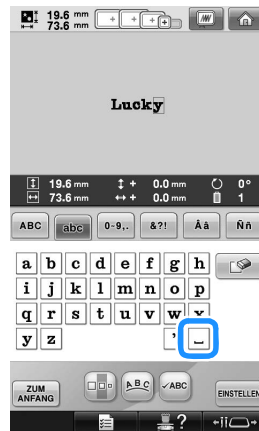 19.6 mm
73.6 mm
Lucky
19.6 mm + 0.0 mm 0°
73.6 mm + 0.0 mm 1
ABC abc 0-9,. &?! Āā Ññ
a b c d e f g h
i j k l m n o p
q r s t u v w x
y z ' ⎵
ZUM ANFANG
ABC
ABC
EINSTELLEN
?